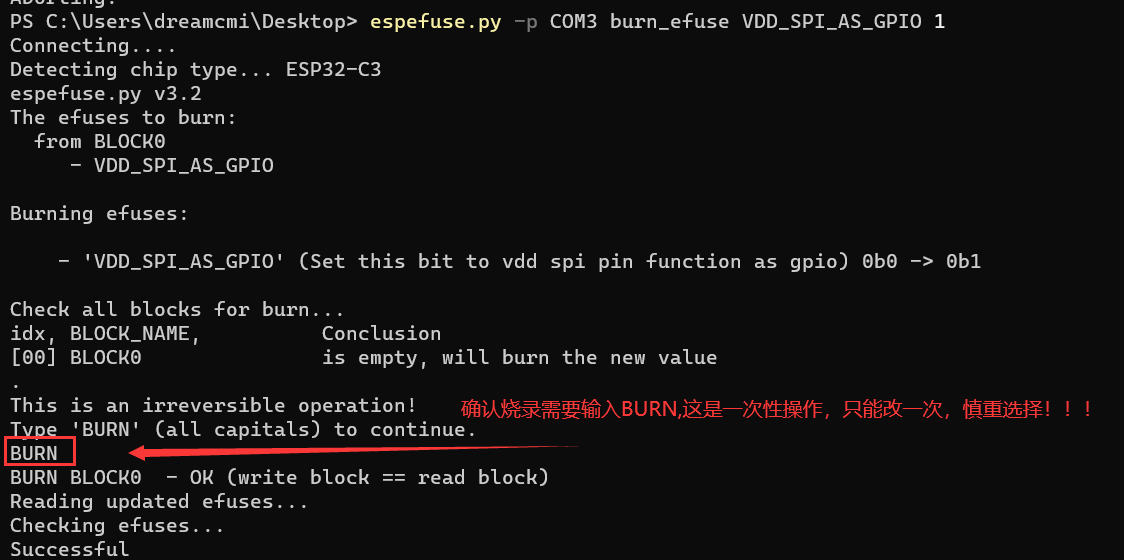 Aborting.
PS C:\Users\dreamcmi\Desktop> espefuse.py -p COM3 burn_efuse VDD_SPI_AS_GPIO 1
Connecting....
Detecting chip type... ESP32-C3
espefuse.py v3.2
The efuses to burn:
  from BLOCK0
     - VDD_SPI_AS_GPIO
Burning efuses:
    - 'VDD_SPI_AS_GPIO' (Set this bit to vdd spi pin function as gpio) 0b0 -> 0b1
Check all blocks for burn...
idx, BLOCK_NAME,          Conclusion
[00] BLOCK0               is empty, will burn the new value
.
This is an irreversible operation!
确认烧录需要输入BURN,这是一次性操作，只能改一次，慎重选择！！！
Type 'BURN' (all capitals) to continue.
BURN
BURN BLOCK0  - OK (write block == read block)
Reading updated efuses...
Checking efuses...
Successful